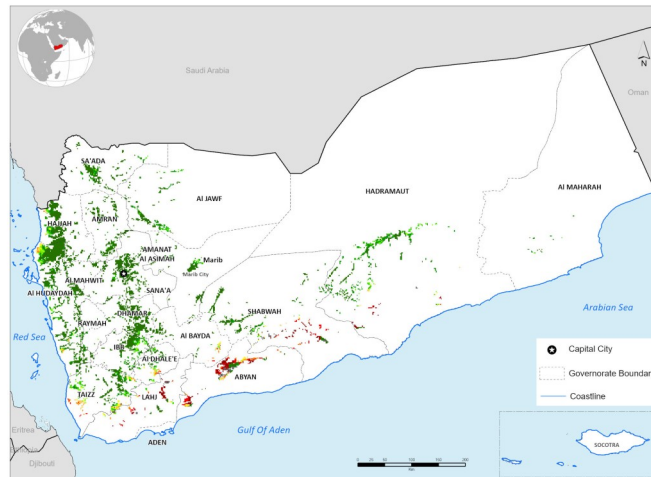 Saudi Arabia
N
Oman
SA'ADA
Al JAWF
HADRAMAUT
Al MAHARAH
HAJJAH
AMRAN
AMANAT
Al ASIMAH
Marib
Marib City
AL MAHWIT
SANA'A
Al HUDAYDAH
DHAMAR
SHABWAH
Arabian Sea
RAYMAH
Al BAYDA
Red Sea
IBB
Al DHALE'E
ABYAN
TAIZZ
LAHJ
ADEN
Gulf Of Aden
Capital City
Governorate Boundar
Coastline
SOCOTRA
Eritrea
Djibouti